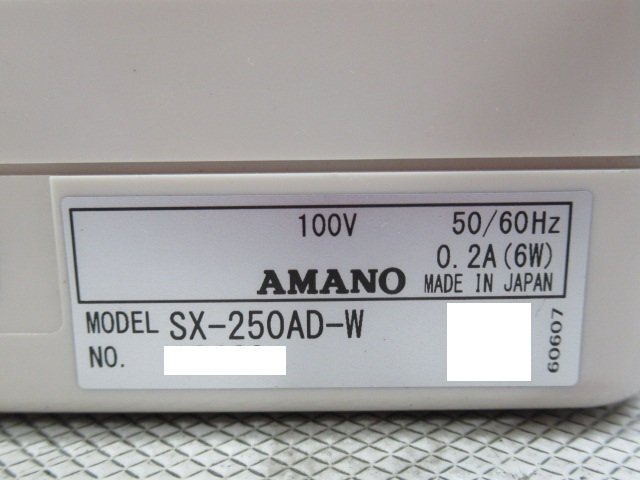 100V 50/60Hz
0.2A(6W)
AMANO MADE IN JAPAN
MODEL SX-250AD-W
NO.
60607